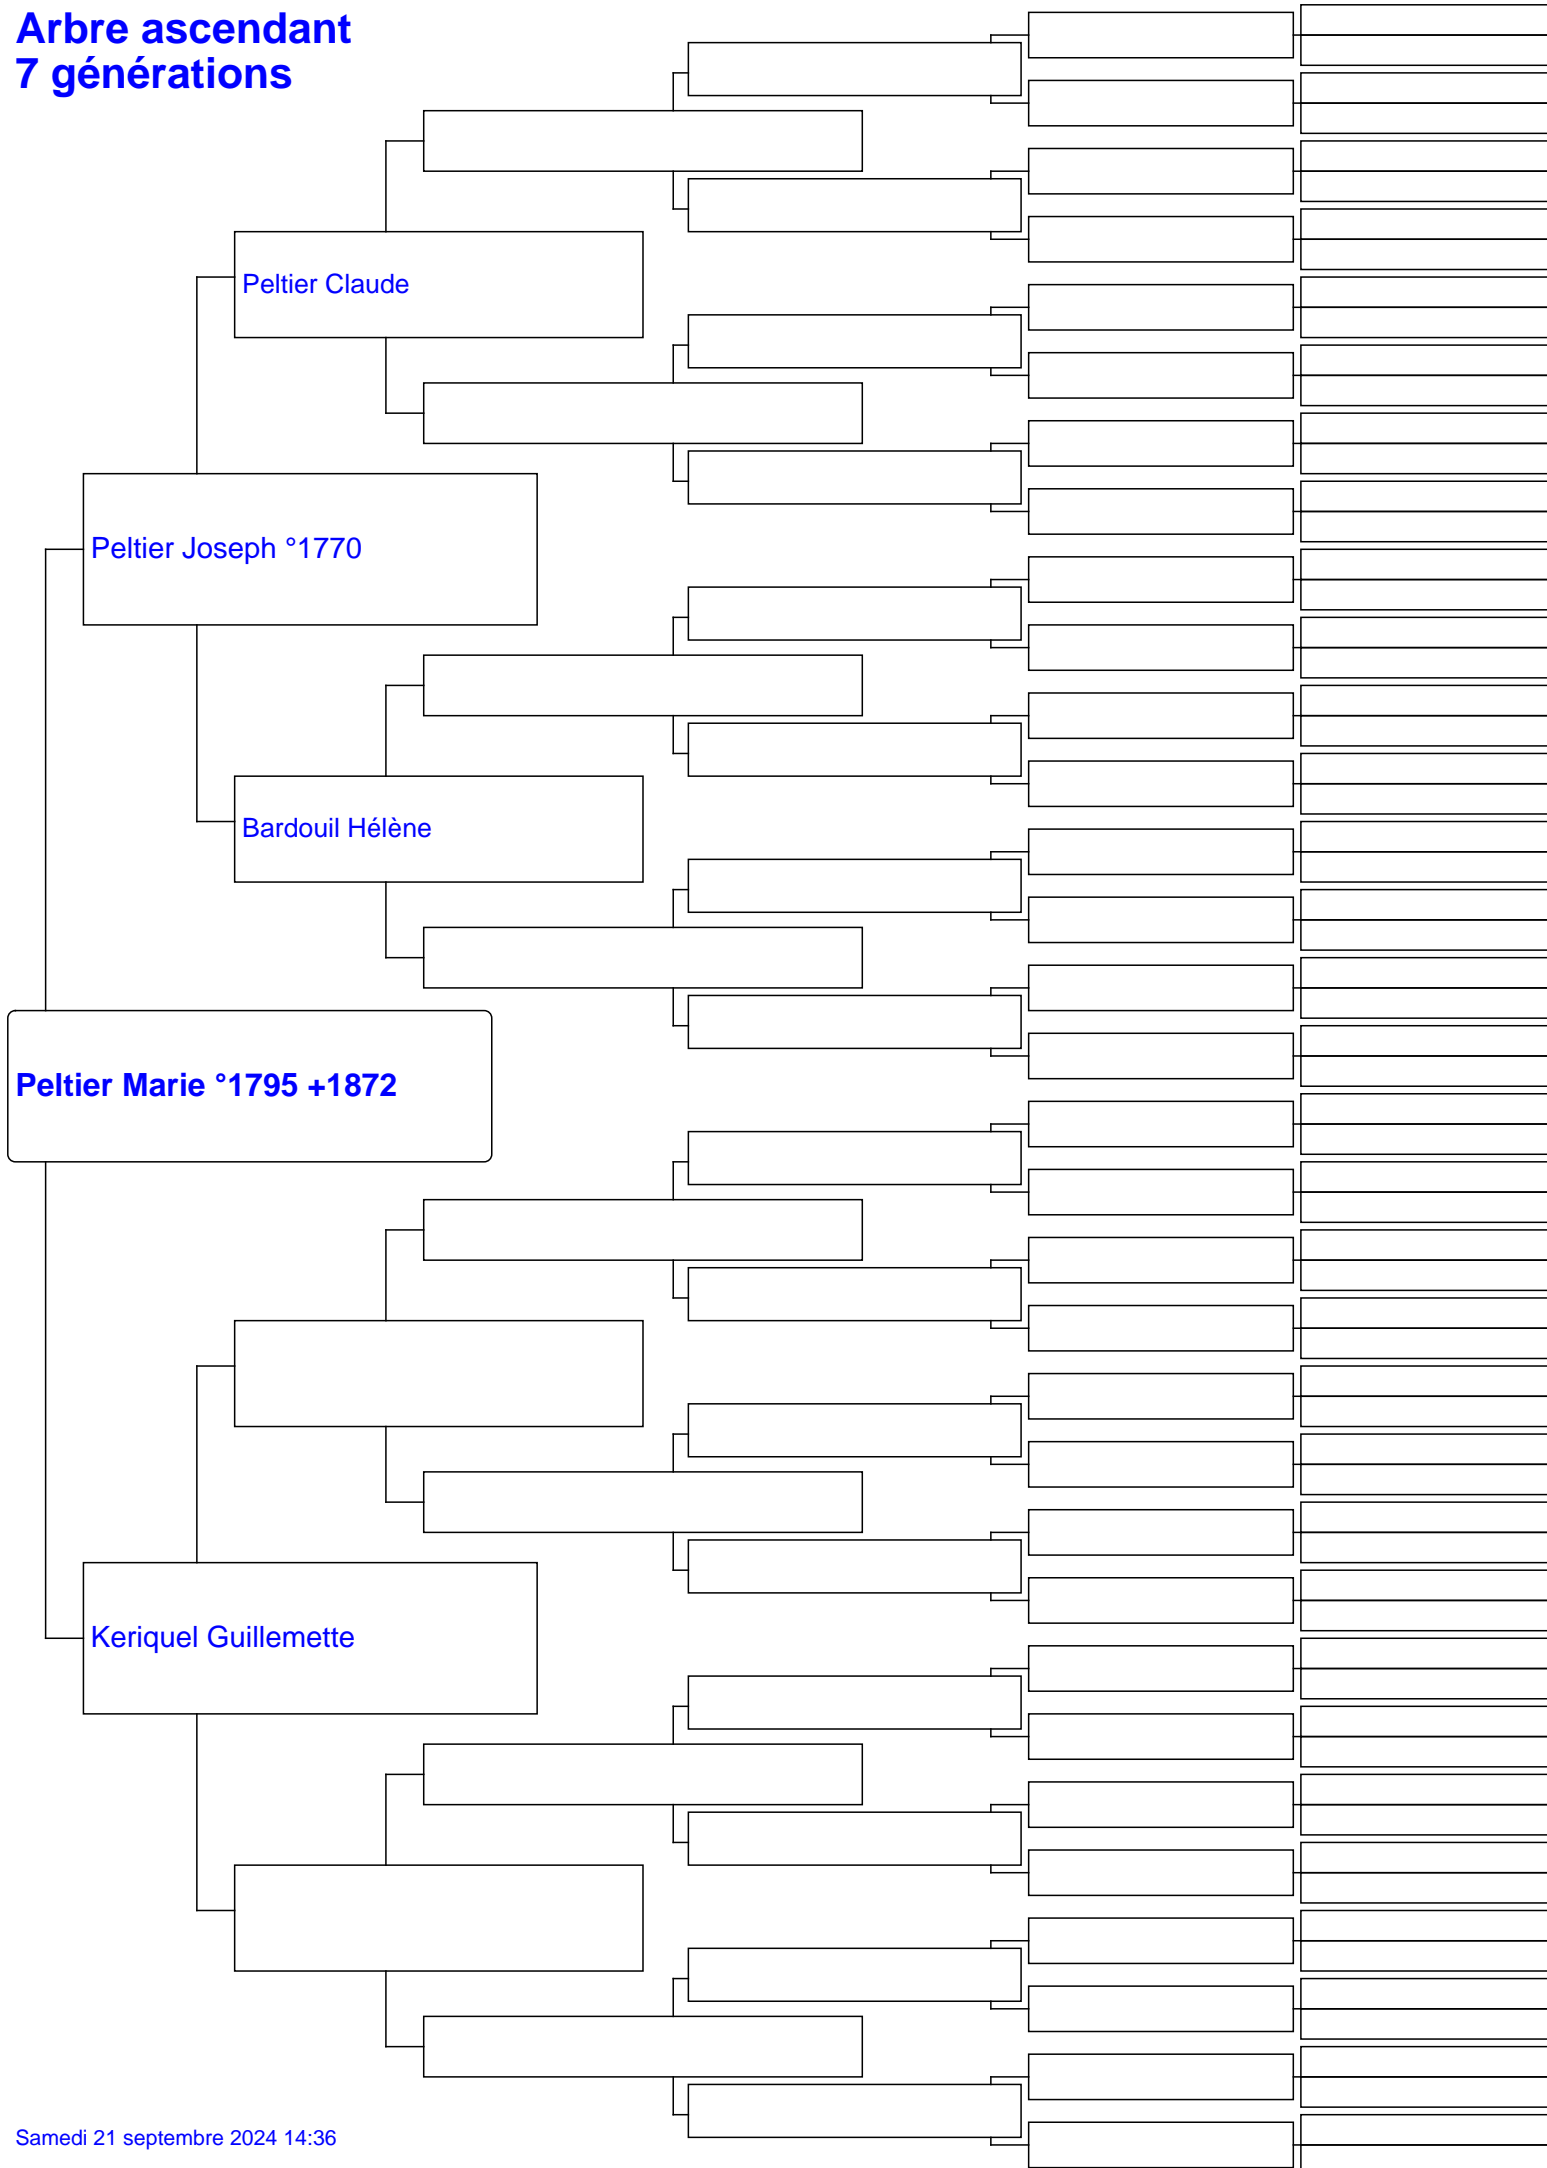 Arbre ascendant
7 générations
Peltier Claude
Peltier Joseph °1770
Bardouil Hélène
Peltier Marie °1795 +1872
Keriquel Guillemette
Samedi 21 septembre 2024 14:36